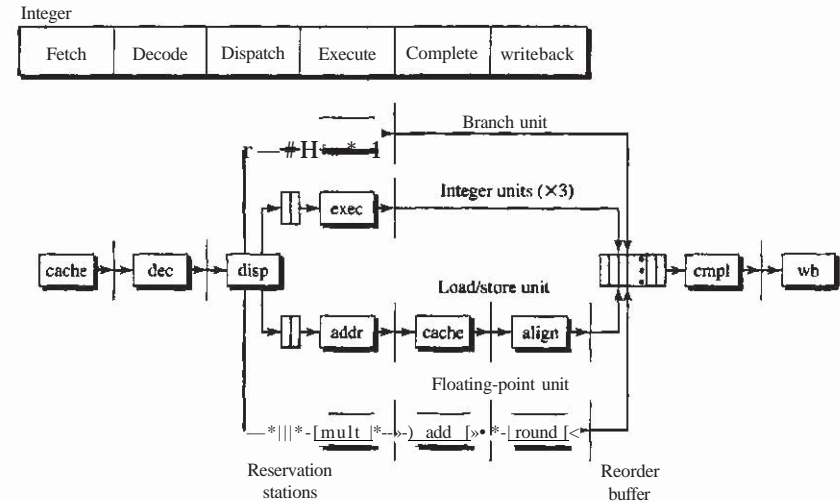 Integer
Fetch Decode Dispatch Execute Complete writeback
Branch unit
r —#H * 1
Integer units (×3)
exec
cache dec disp cmpl wb
Load/store unit
addr cache align
Floating-point unit
—*|||*-[mult |*--»-) add [»• *-|round[<
Reservation
stations
Reorder
buffer